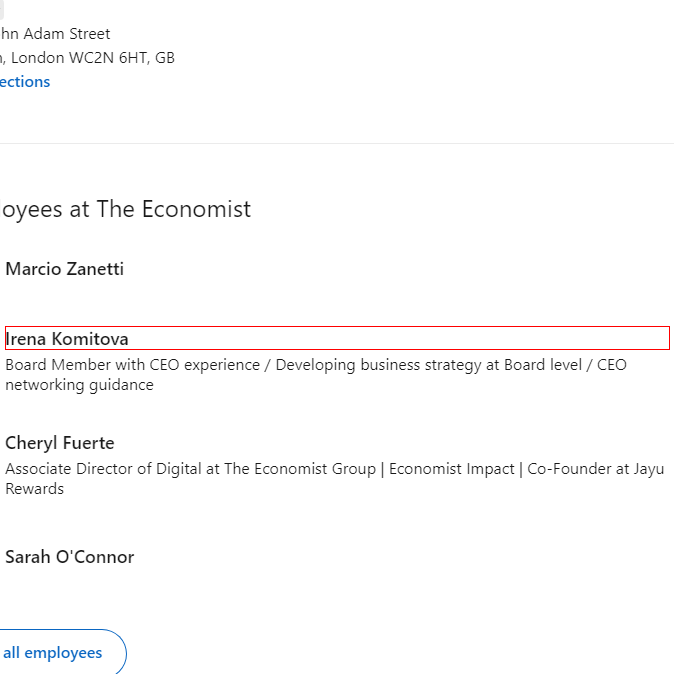 hn Adam Street
, London WC2N 6HT, GB
ections
oyees at The Economist
Marcio Zanetti
Irena Komitova
Board Member with CEO experience / Developing business strategy at Board level / CEO
networking guidance
Cheryl Fuerte
Associate Director of Digital at The Economist Group | Economist Impact | Co-Founder at Jayu
Rewards
Sarah O'Connor
all employees